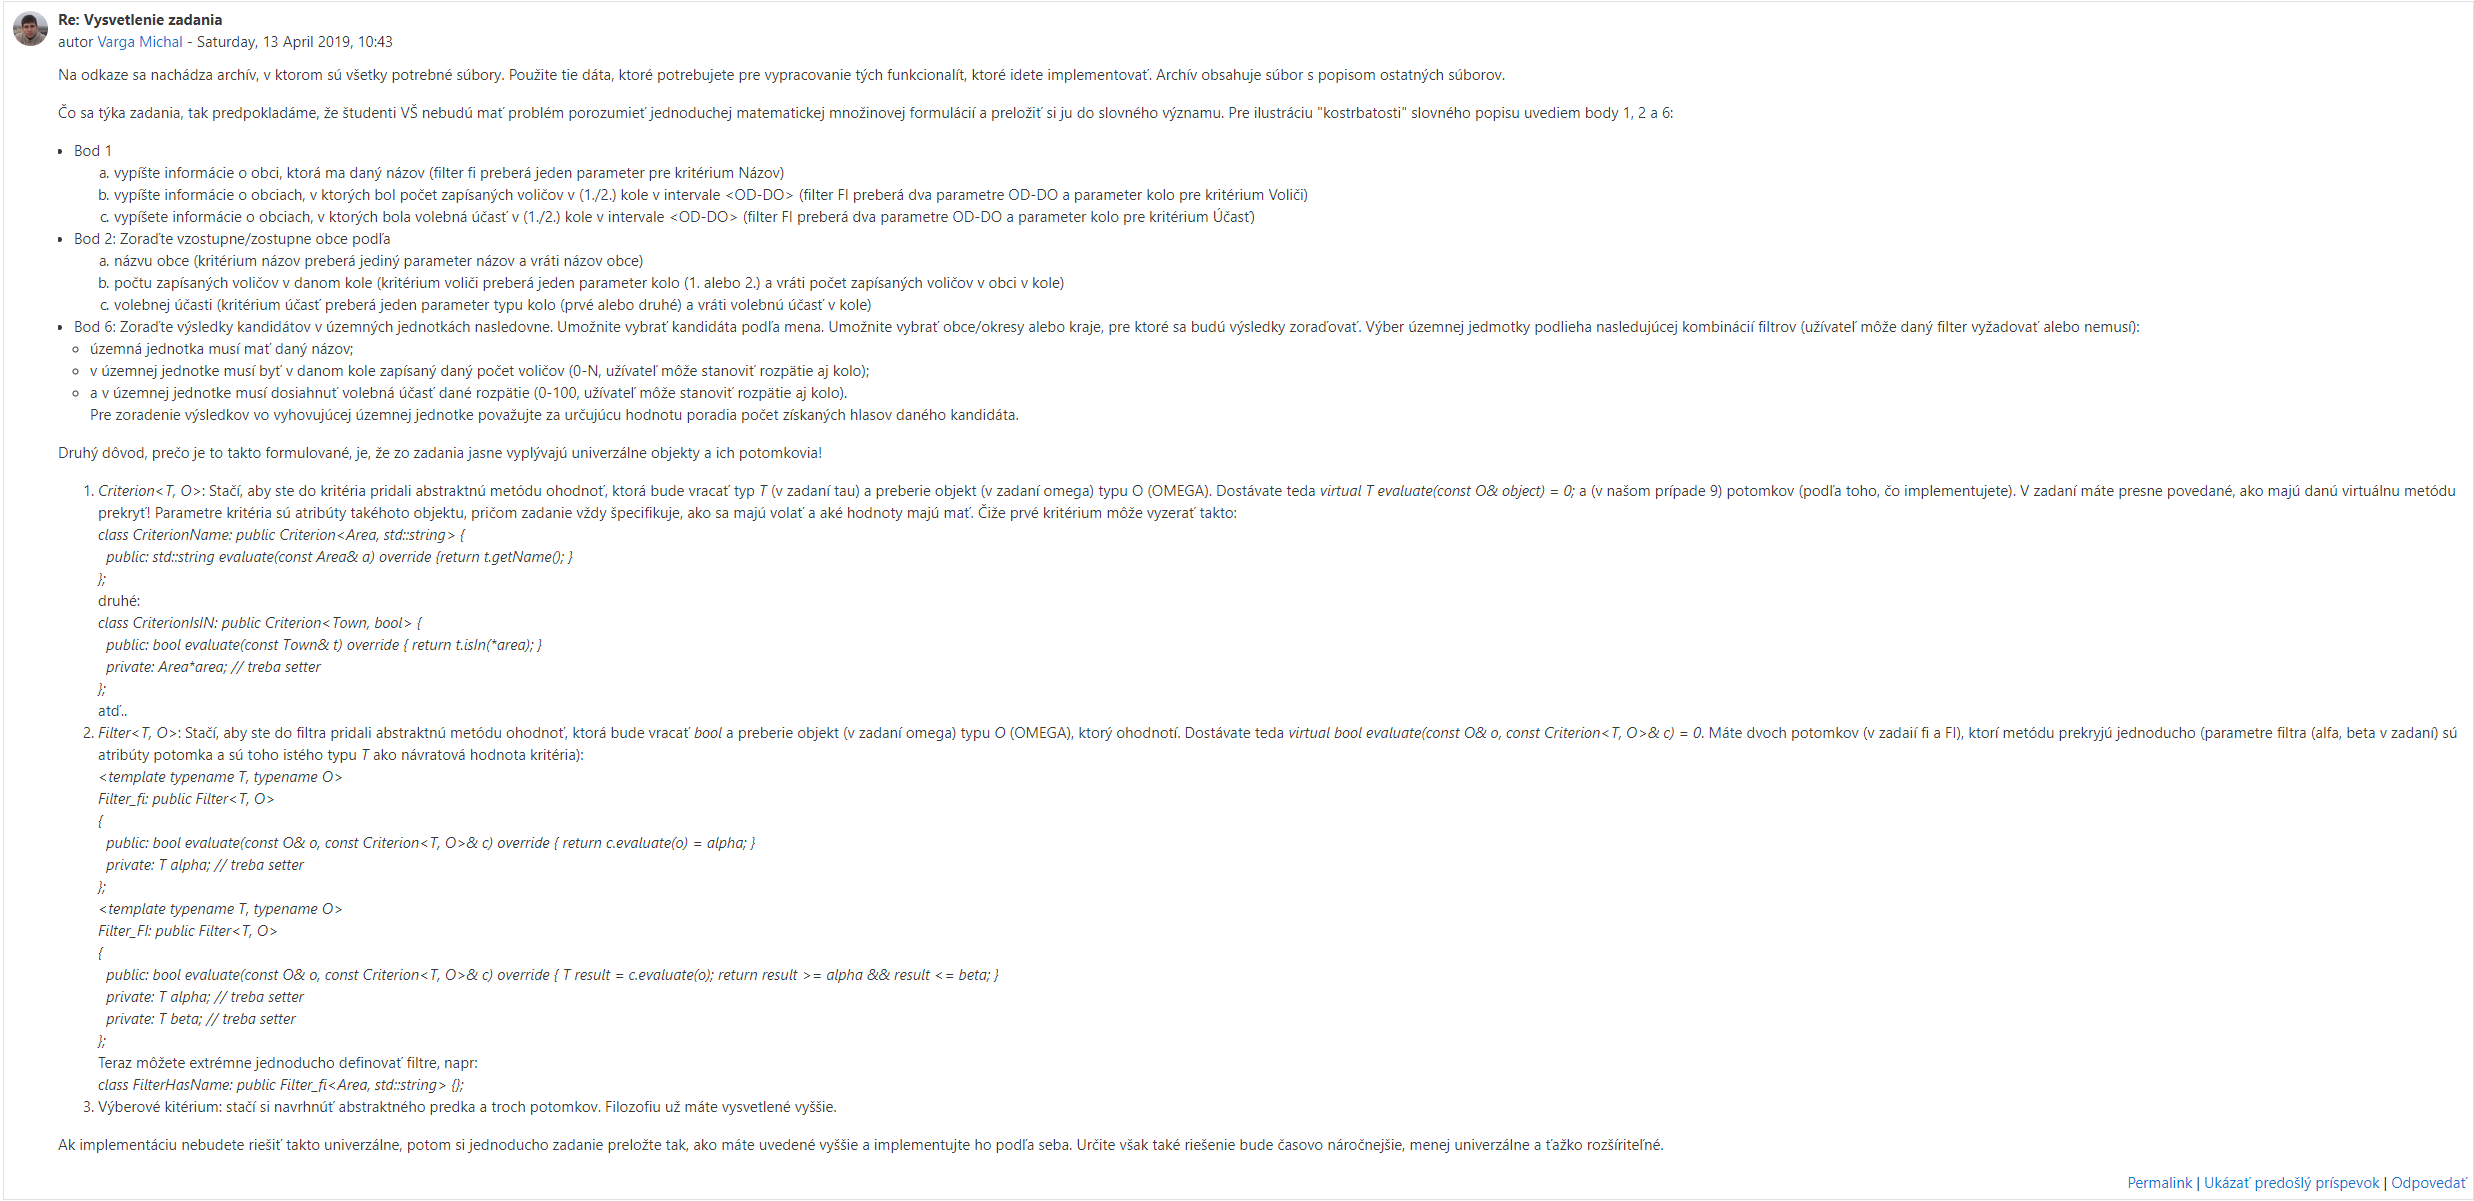 Re: Vysvetlenie zadania
autor Varga Michal - Saturday, 13 April 2019, 10:43
Na odkaze sa nachádza archív, v ktorom sú všetky potrebné súbory. Použite tie dáta, ktoré potrebujete pre vypracovanie tých funkcionalít, ktoré idete implementovať. Archív obsahuje súbor s popisom ostatných súborov.
Čo sa týka zadania, tak predpokladáme, že študenti VŠ nebudú mať problém porozumieť jednoduchej matematickej množinovej formulácií a preložiť si ju do slovného významu. Pre ilustráciu "kostrbatosti" slovného popisu uvediem body 1, 2 a 6:
• Bod 1
a. vypíšte informácie o obci, ktorá ma daný názov (filter fi preberá jeden parameter pre kritérium Názov)
b. vypíšte informácie o obciach, v ktorých bol počet zapísaných voličov v (1./2.) kole v intervale <OD-DO> (filter FI preberá dva parametre OD-DO a parameter kolo pre kritérium Voliči)
c. vypíšete informácie o obciach, v ktorých bola volebná účasť v (1./2.) kole v intervale <OD-DO> (filter FI preberá dva parametre OD-DO a parameter kolo pre kritérium Účasť)
• Bod 2: Zoraďte vzostupne/zostupne obce podľa
a. názvu obce (kritérium názov preberá jediný parameter názov a vráti názov obce)
b. počtu zapísaných voličov v danom kole (kritérium voliči preberá jeden parameter kolo (1. alebo 2.) a vráti počet zapísaných voličov v obci v kole)
c. volebnej účasti (kritérium účasť preberá jeden parameter typu kolo (prvé alebo druhé) a vráti volebnú účasť v kole)
• Bod 6: Zoraďte výsledky kandidátov v územných jednotkách nasledovne. Umožnite vybrať kandidáta podľa mena. Umožnite vybrať obce/okresy alebo kraje, pre ktoré sa budú výsledky zoraďovať. Výber územnej jedmotky podlieha nasledujúcej kombinácií filtrov (užívateľ môže daný filter vyžadovať alebo nemusí):
◦ územná jednotka musí mať daný názov;
◦ v územnej jednotke musí byť v danom kole zapísaný daný počet voličov (0-N, užívateľ môže stanoviť rozpätie aj kolo);
◦ a v územnej jednotke musí dosiahnuť volebná účasť dané rozpätie (0-100, užívateľ môže stanoviť rozpätie aj kolo).
Pre zoradenie výsledkov vo vyhovujúcej územnej jednotke považujte za určujúcu hodnotu poradia počet získaných hlasov daného kandidáta.
Druhý dôvod, prečo je to takto formulované, je, že zo zadania jasne vyplývajú univerzálne objekty a ich potomkovia!
1. Criterion<T, O>: Stačí, aby ste do kritéria pridali abstraktnú metódu ohodnoť, ktorá bude vracať typ T (v zadaní tau) a preberie objekt (v zadaní omega) typu O (OMEGA). Dostávate teda virtual T evaluate(const O& object) = 0; a (v našom prípade 9) potomkov (podľa toho, čo implementujete). V zadaní máte presne povedané, ako majú danú virtuálnu metódu
prekryť! Parametre kritéria sú atribúty takéhoto objektu, pričom zadanie vždy špecifikuje, ako sa majú volať a aké hodnoty majú mať. Čiže prvé kritérium môže vyzerať takto:
class CriterionName: public Criterion<Area, std::string> {
public: std::string evaluate(const Area& a) override {return t.getName(); }
};
druhé:
class CriterionIsIN: public Criterion<Town, bool> {
public: bool evaluate(const Town& t) override { return t.isIn(*area); }
private: Area*area; // treba setter
};
atď..
2. Filter<T, O>: Stačí, aby ste do filtra pridali abstraktnú metódu ohodnoť, ktorá bude vracať bool a preberie objekt (v zadaní omega) typu O (OMEGA), ktorý ohodnotí. Dostávate teda virtual bool evaluate(const O& o, const Criterion<T, O>& c) = 0. Máte dvoch potomkov (v zadaií fi a FI), ktorí metódu prekryjú jednoducho (parametre filtra (alfa, beta v zadaní) sú
atribúty potomka a sú toho istého typu T ako návratová hodnota kritéria):
<template typename T, typename O>
Filter_fi: public Filter<T, O>
{
public: bool evaluate(const O& o, const Criterion<T, O>& c) override { return c.evaluate(o) = alpha; }
private: T alpha; // treba setter
};
<template typename T, typename O>
Filter_FI: public Filter<T, O>
{
public: bool evaluate(const O& o, const Criterion<T, O>& c) override { T result = c.evaluate(o); return result >= alpha && result <= beta; }
private: T alpha; // treba setter
private: T beta; // treba setter
};
Teraz môžete extrémne jednoducho definovať filtre, napr:
class FilterHasName: public Filter_fi<Area, std::string> {};
3. Výberové kitérium: stačí si navrhnúť abstraktného predka a troch potomkov. Filozofiu už máte vysvetlené vyššie.
Ak implementáciu nebudete riešiť takto univerzálne, potom si jednoducho zadanie preložte tak, ako máte uvedené vyššie a implementujte ho podľa seba. Určite však také riešenie bude časovo náročnejšie, menej univerzálne a ťažko rozšíriteľné.
Permalink | Ukázať predošlý príspevok | Odpovedať